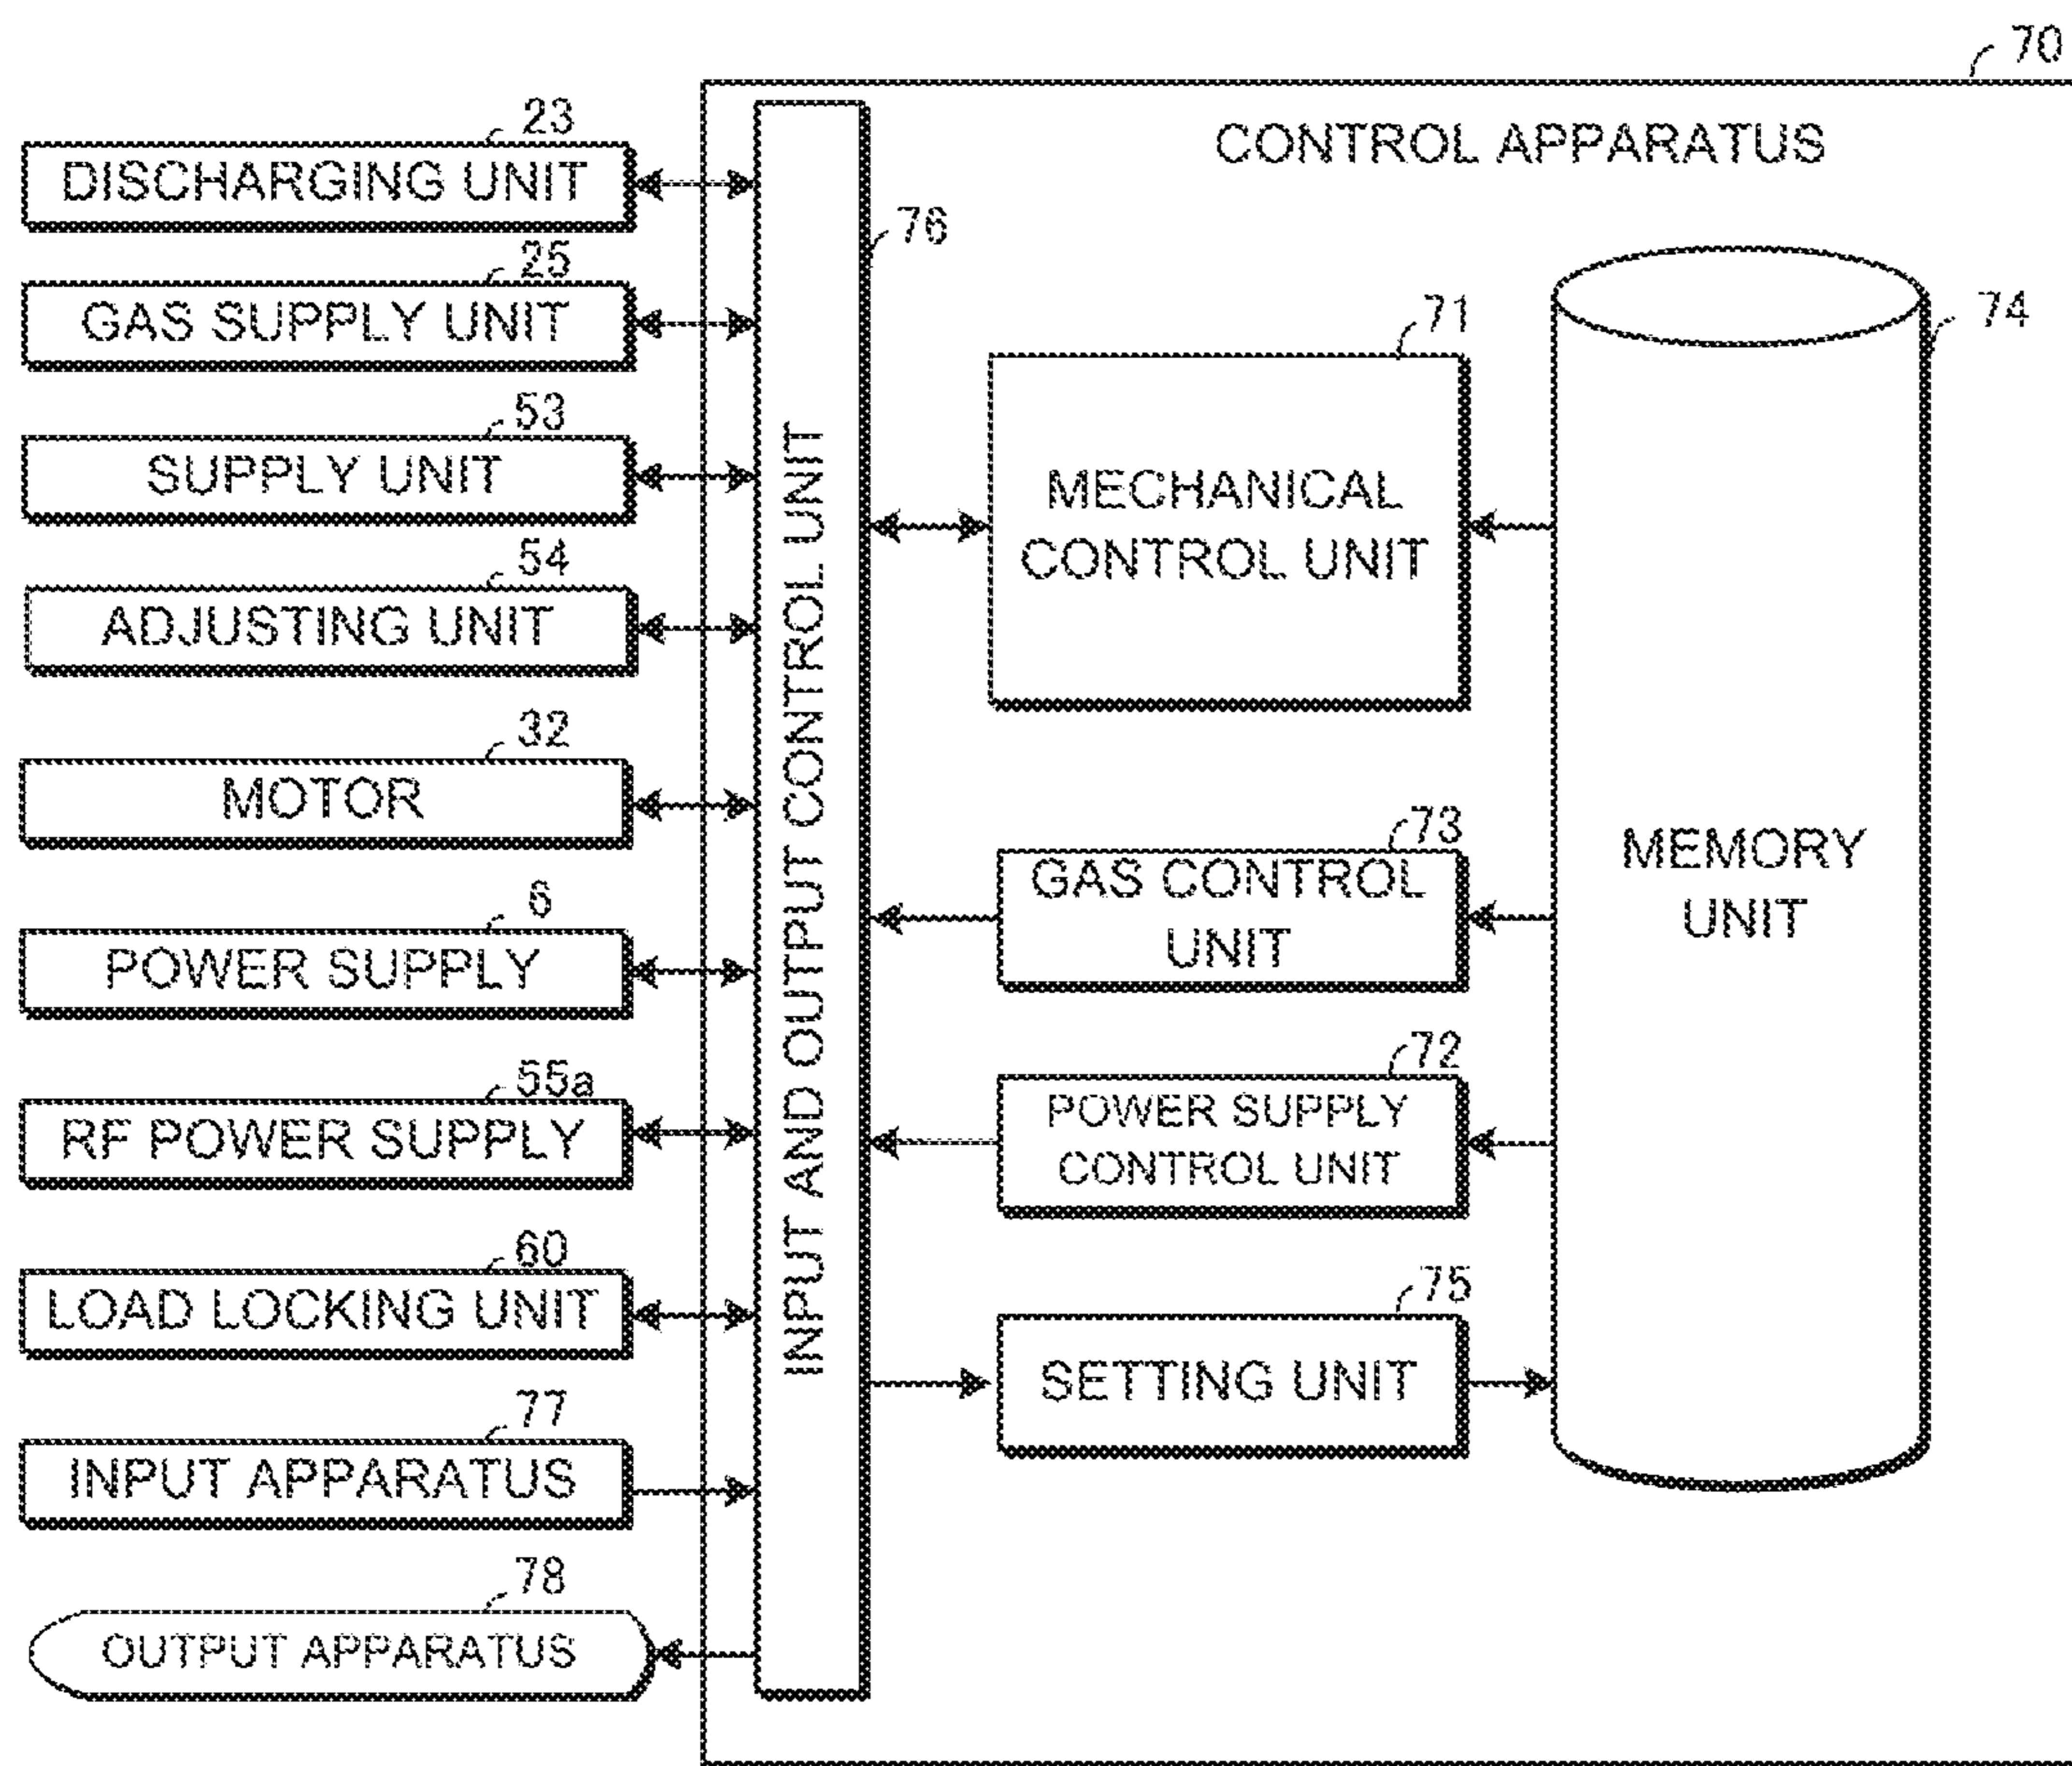 70
CONTROL APPARATUS
23
DISCHARGING UNIT
25
GAS SUPPLY UNIT
53
SUPPLY UNIT
54
ADJUSTING UNIT
32
MOTOR
6
POWER SUPPLY
55a
RF POWER SUPPLY
60
LOAD LOCKING UNIT
77
INPUT APPARATUS
78
OUTPUT APPARATUS
76
INPUT AND OUTPUT CONTROL UNIT
71
MECHANICAL
CONTROL UNIT
73
GAS CONTROL
UNIT
72
POWER SUPPLY
CONTROL UNIT
75
SETTING UNIT
74
MEMORY
UNIT